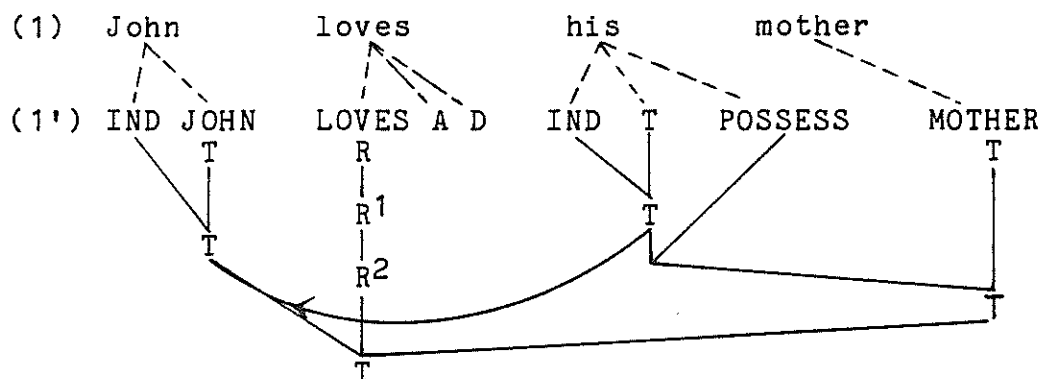 (1) John loves his mother
(1') IND JOHN LOVES A D IND T POSSESS MOTHER
T R T
R¹ T
T
R²
T
T